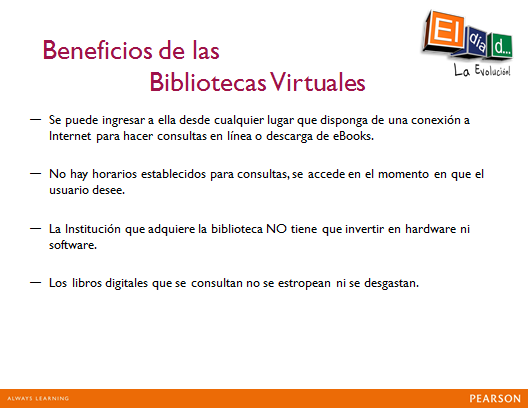 El día d...
La Evolución!
Beneficios de las
Bibliotecas Virtuales
— Se puede ingresar a ella desde cualquier lugar que disponga de una conexión a
Internet para hacer consultas en línea o descarga de eBooks.
— No hay horarios establecidos para consultas, se accede en el momento en que el
usuario desee.
— La Institución que adquiere la biblioteca NO tiene que invertir en hardware ni
software.
— Los libros digitales que se consultan no se estropean ni se desgastan.
ALWAYS LEARNING
PEARSON